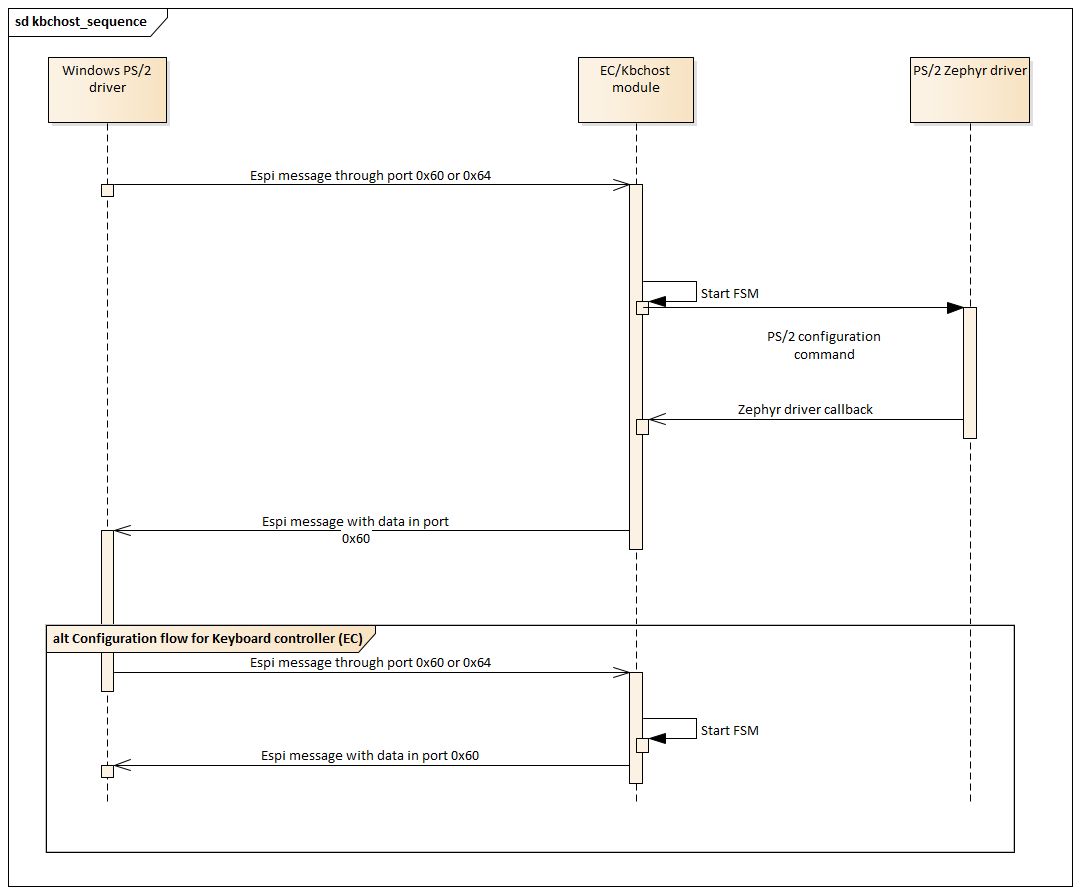 sd kbchost_sequence
Windows PS/2
driver
EC/Kbchost
module
PS/2 Zephyr driver
Espi message through port 0x60 or 0x64
Start FSM
PS/2 configuration
command
Zephyr driver callback
Espi message with data in port
0x60
alt Configuration flow for Keyboard controller (EC)
Espi message through port 0x60 or 0x64
Start FSM
Espi message with data in port 0x60